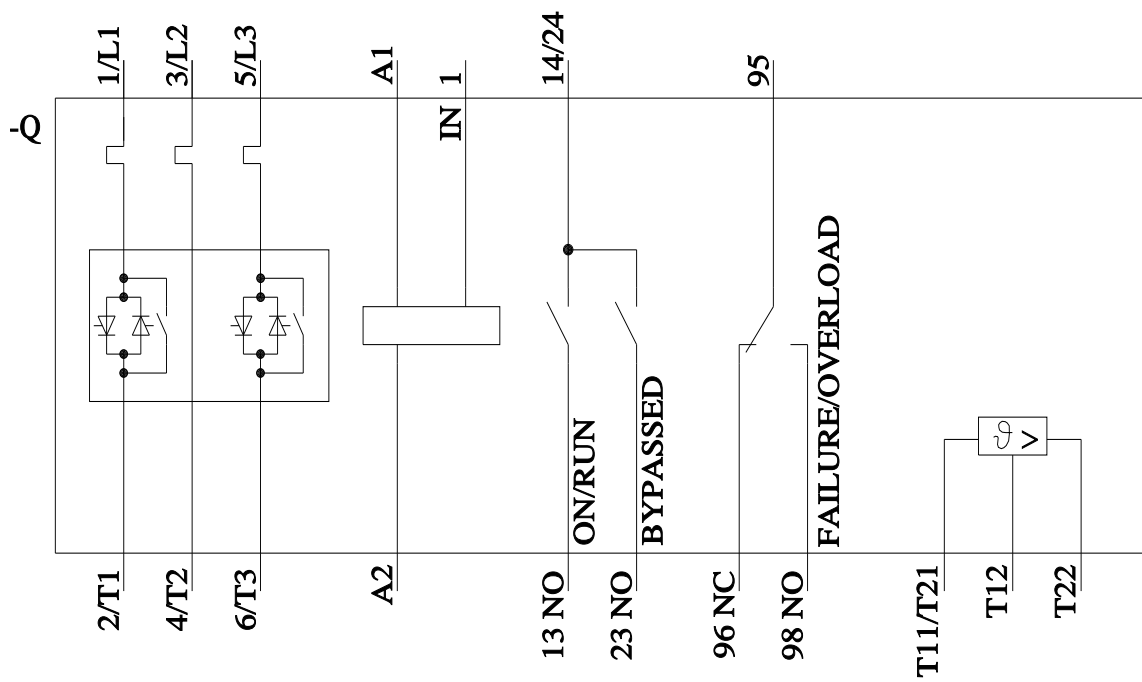 -Q
1/L1
3/L2
5/L3
A1
IN 1
14/24
95
ON/RUN
BYPASSED
FAILURE/OVERLOAD
ϑ >
2/T1
4/T2
6/T3
A2
13 NO
23 NO
96 NC
98 NO
T11/T21
T12
T22